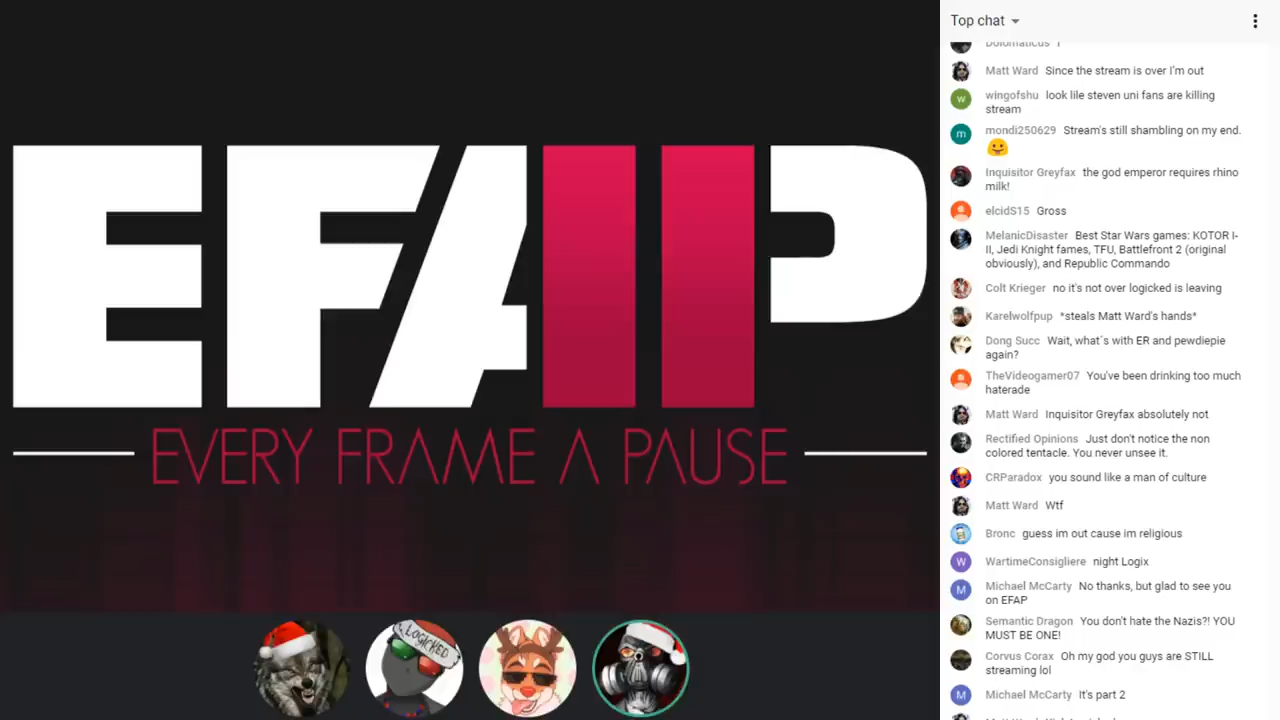 EFAP
EVERY FRAME A PAUSE
LOGICKED
Top chat
Dolomaticus
Matt Ward Since the stream is over I'm out
wingofshu look lile steven uni fans are killing
stream
mondi250629 Stream's still shambling on my end.
Inquisitor Greyfax the god emperor requires rhino
milk!
elcidS15 Gross
MelanicDisaster Best Star Wars games: KOTOR I-
II, Jedi Knight fames, TFU, Battlefront 2 (original
obviously), and Republic Commando
Colt Krieger no it's not over logicked is leaving
Karelwolfpup *steals Matt Ward's hands*
Dong Succ Wait, what´s with ER and pewdiepie
again?
TheVideogamer07 You've been drinking too much
haterade
Matt Ward Inquisitor Greyfax absolutely not
Rectified Opinions Just don't notice the non
colored tentacle. You never unsee it.
CRParadox you sound like a man of culture
Matt Ward Wtf
Bronc guess im out cause im religious
WartimeConsigliere night Logix
Michael McCarty No thanks, but glad to see you
on EFAP
Semantic Dragon You don't hate the Nazis?! YOU
MUST BE ONE!
Corvus Corax Oh my god you guys are STILL
streaming lol
Michael McCarty It's part 2